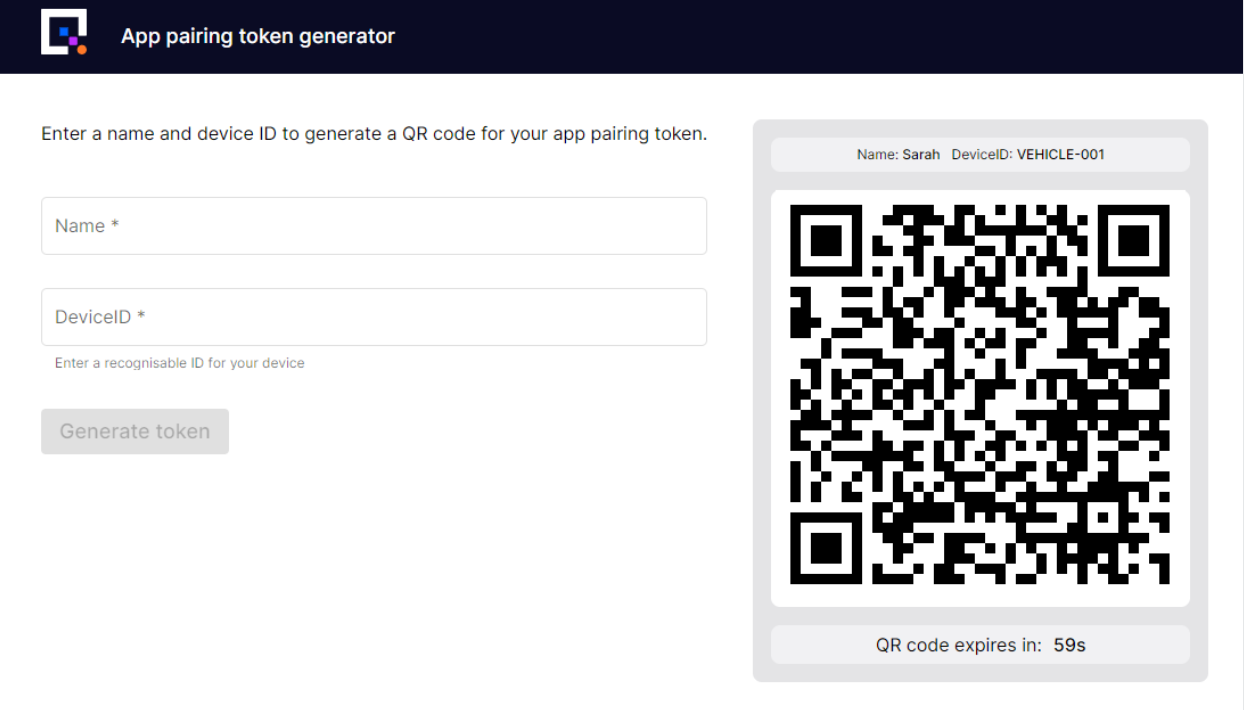 App pairing token generator
Enter a name and device ID to generate a QR code for your app pairing token.
Name *
DeviceID *
Enter a recognisable ID for your device
Generate token
Name: Sarah DeviceID: VEHICLE-001
QR code expires in: 59s